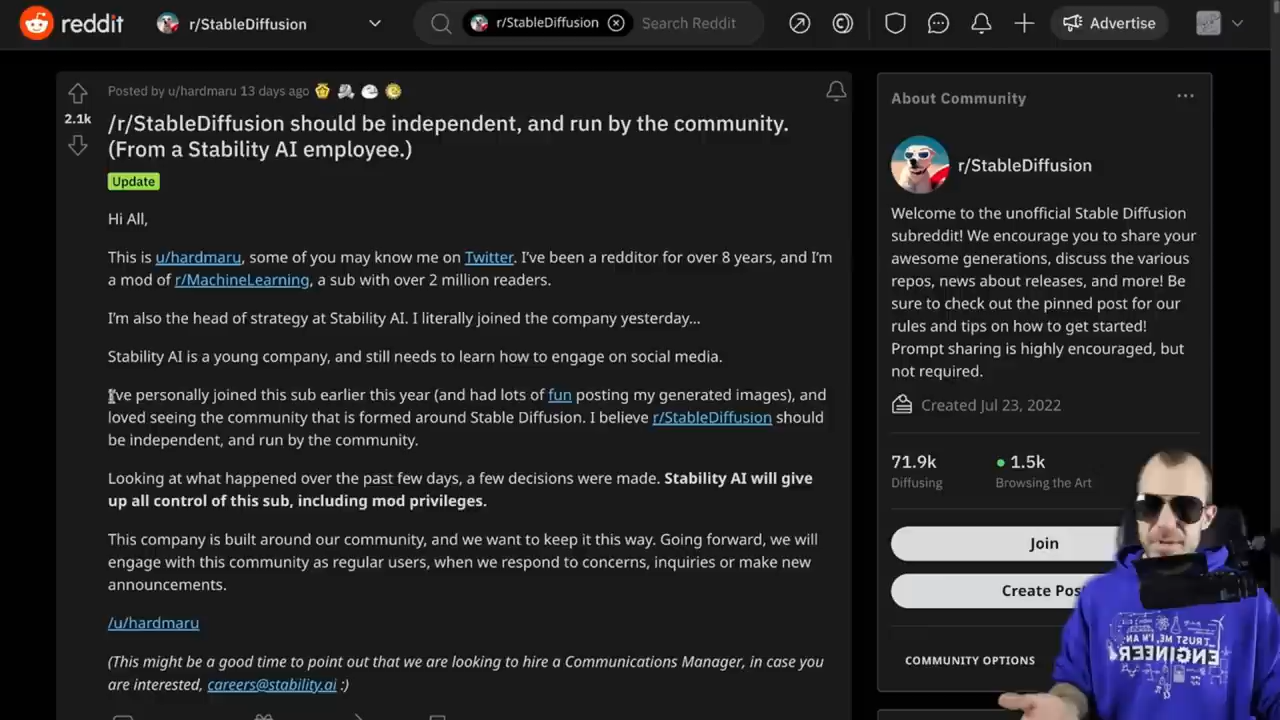 reddit
r/StableDiffusion
r/StableDiffusion
Search Reddit
Advertise
Posted by u/hardmaru 13 days ago
2.1k
/r/StableDiffusion should be independent, and run by the community.
(From a Stability AI employee.)
Update
Hi All,
This is u/hardmaru, some of you may know me on Twitter. I've been a redditor for over 8 years, and I'm
a mod of r/MachineLearning, a sub with over 2 million readers.
I'm also the head of strategy at Stability AI. I literally joined the company yesterday...
Stability AI is a young company, and still needs to learn how to engage on social media.
I've personally joined this sub earlier this year (and had lots of fun posting my generated images), and
loved seeing the community that is formed around Stable Diffusion. I believe r/StableDiffusion should
be independent, and run by the community.
Looking at what happened over the past few days, a few decisions were made. Stability AI will give
up all control of this sub, including mod privileges.
This company is built around our community, and we want to keep it this way. Going forward, we will
engage with this community as regular users, when we respond to concerns, inquiries or make new
announcements.
/u/hardmaru
(This might be a good time to point out that we are looking to hire a Communications Manager, in case you
are interested, careers@stability.ai :)
About Community
r/StableDiffusion
Welcome to the unofficial Stable Diffusion
subreddit! We encourage you to share your
awesome generations, discuss the various
repos, news about releases, and more! Be
sure to check out the pinned post for our
rules and tips on how to get started!
Prompt sharing is highly encouraged, but
not required.
Created Jul 23, 2022
71.9k
1.5k
Diffusing
Browsing the Art
Join
Create Post
COMMUNITY OPTIONS
TRUST ME, I'M AN
ENGINEER